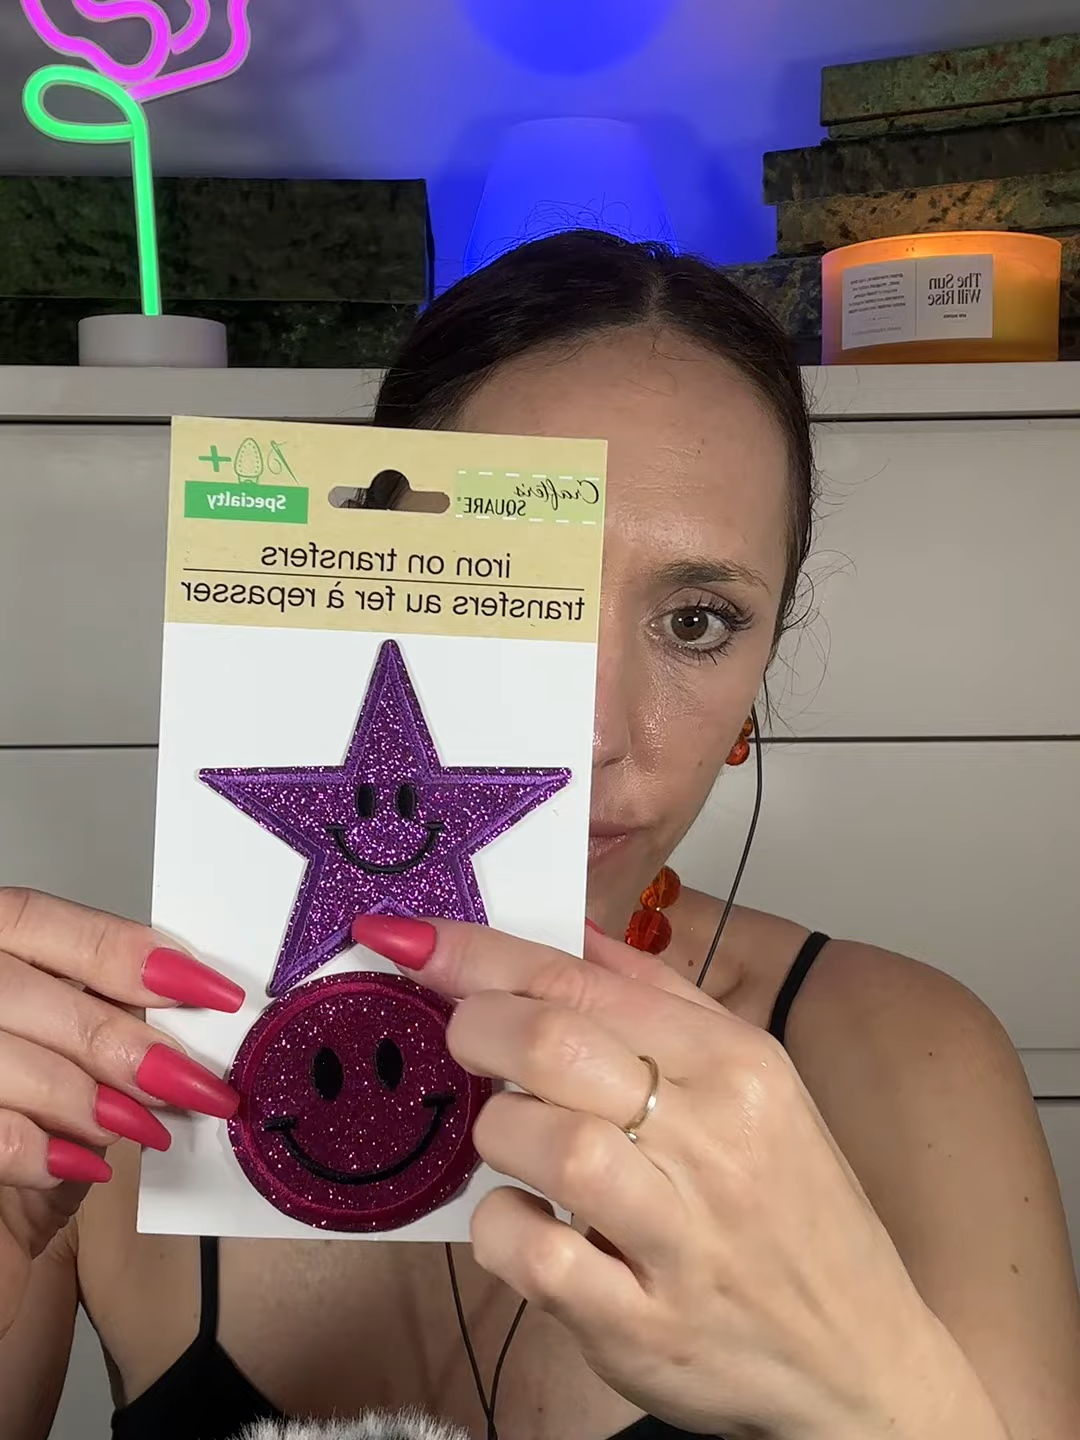 The Sun
Will Rise
Crafter's
SQUARE
Specialty
iron on transfers
transfers au fer à repasser